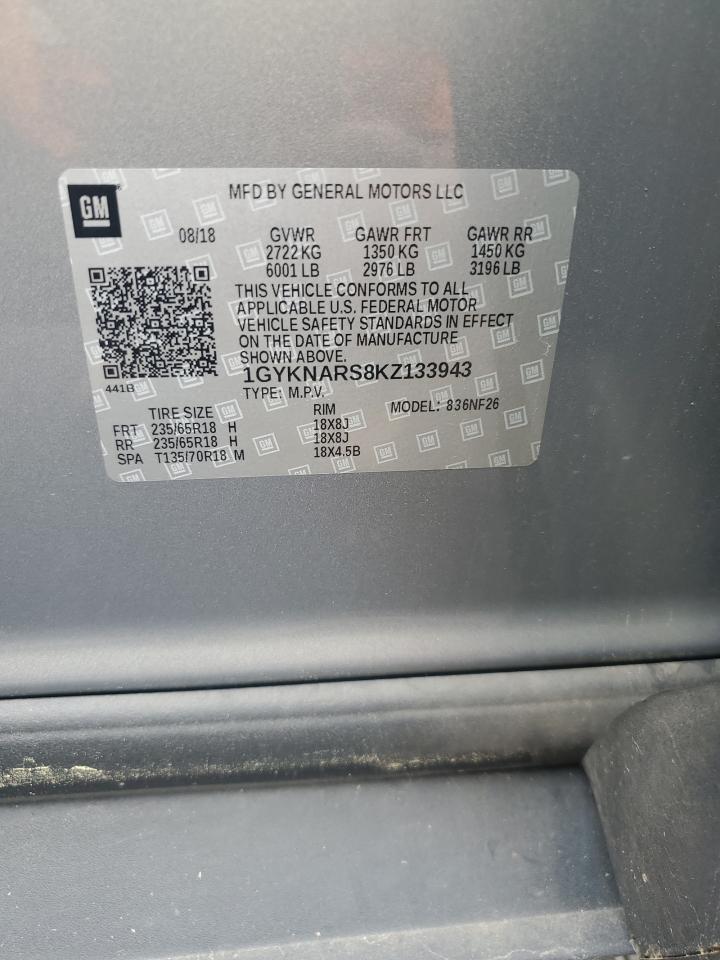 GM
MFD BY GENERAL MOTORS LLC
08/18 GVWR GAWR FRT GAWR RR
2722 KG 1350 KG 1450 KG
6001 LB 2976 LB 3196 LB
THIS VEHICLE CONFORMS TO ALL
APPLICABLE U.S. FEDERAL MOTOR
VEHICLE SAFETY STANDARDS IN EFFECT
ON THE DATE OF MANUFACTURE
SHOWN ABOVE.
1GYKNARS8KZ133943
441B
TYPE: M.P.V.
MODEL: 836NF26
TIRE SIZE RIM
FRT 235/65R18 H 18X8J
RR 235/65R18 H 18X8J
SPA T135/70R18 M 18X4.5B